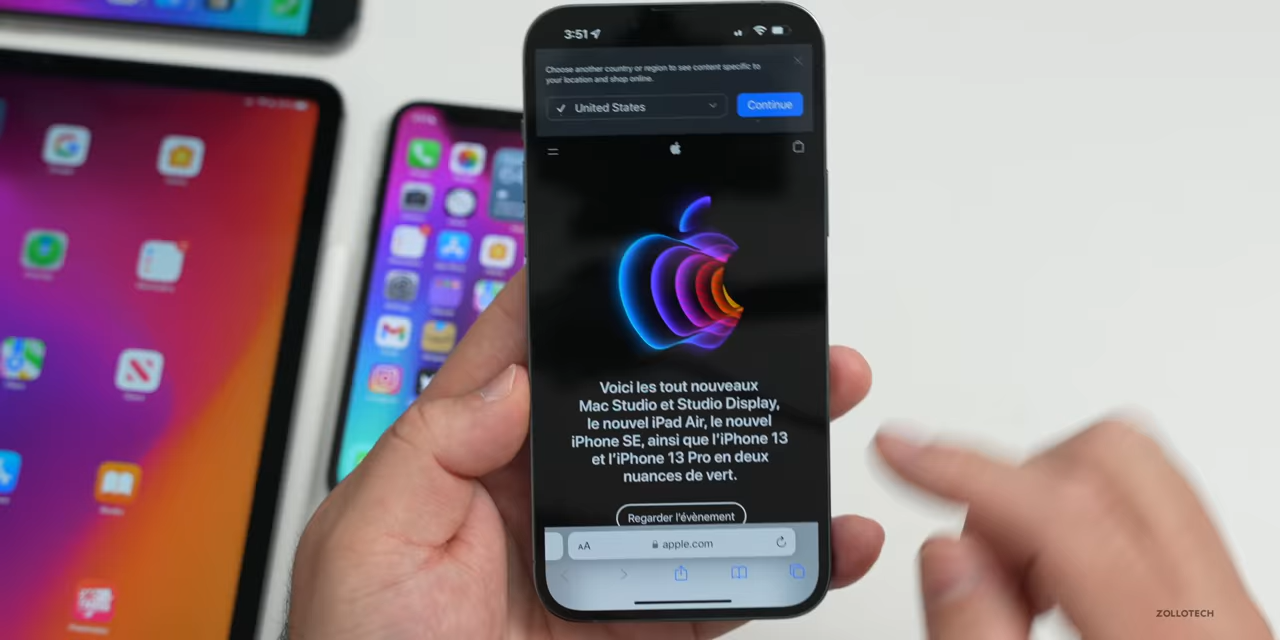 3:51
Choose another country or region to see content specific to
your location and shop online.
United States
Continue
Voici les tout nouveaux
Mac Studio et Studio Display,
le nouvel iPad Air, le nouvel
iPhone SE, ainsi que l'iPhone 13
et l'iPhone 13 Pro en deux
nuances de vert.
Regarder l'évènement
AA
apple.com
ZOLLOTECH